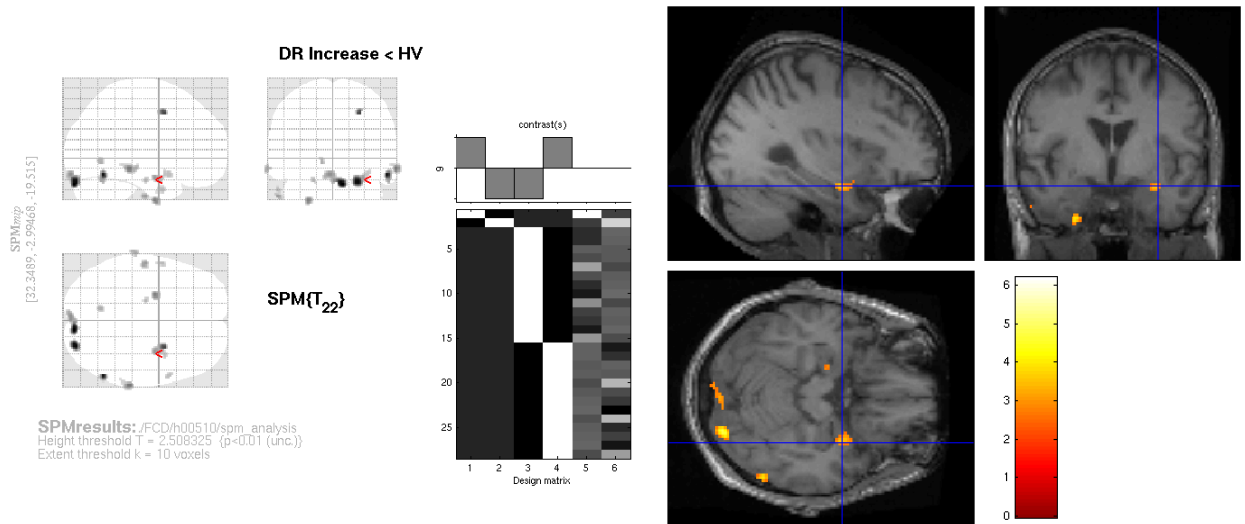 DR Increase < HV
SPMmip
[32.3489, -2.99468, -19.515]
<
<
<
SPM{T22}
SPMresults: ./FCD/h00510/spm_analysis
Height threshold T = 2.508325 {p<0.01 (unc.)}
Extent threshold k = 10 voxels
contrast(s)
9
5
10
15
20
25
1 2 3 4 5 6
Design matrix
6
5
4
3
2
1
0